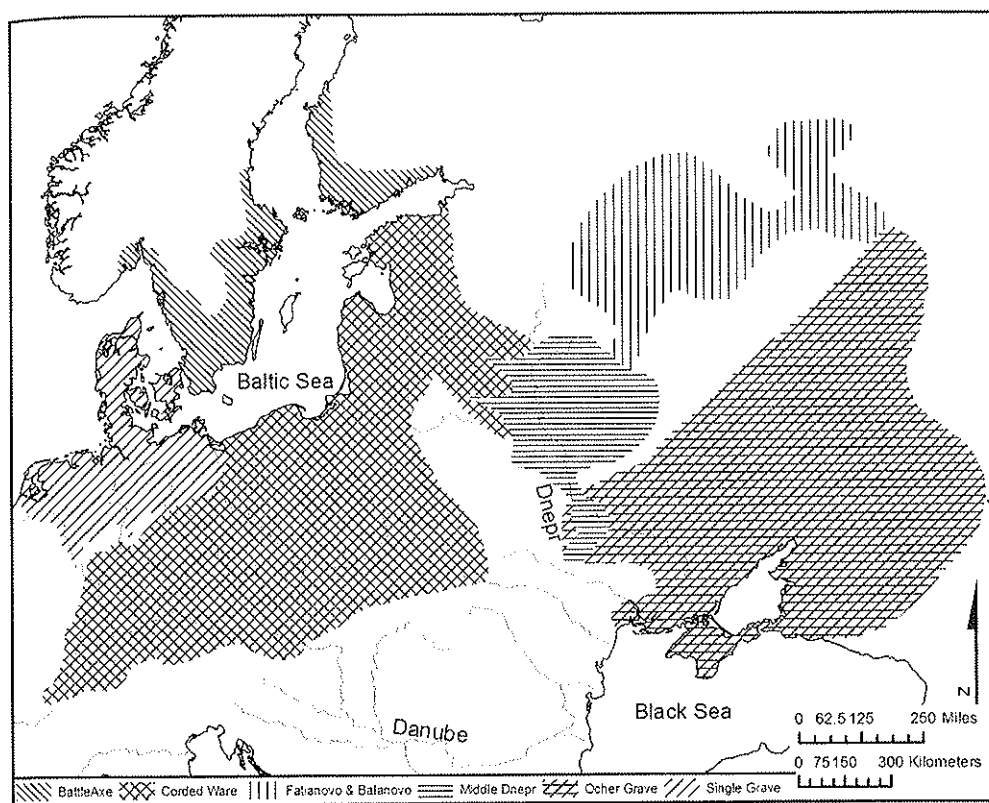 Baltic Sea
Dnepr
Black Sea
Danube
N
0 62.5 125 250 Miles
0 75 150 300 Kilometers
BattleAxe Corded Ware Fatianovo & Balanovo Middle Dnepr Ocher Grave Single Grave